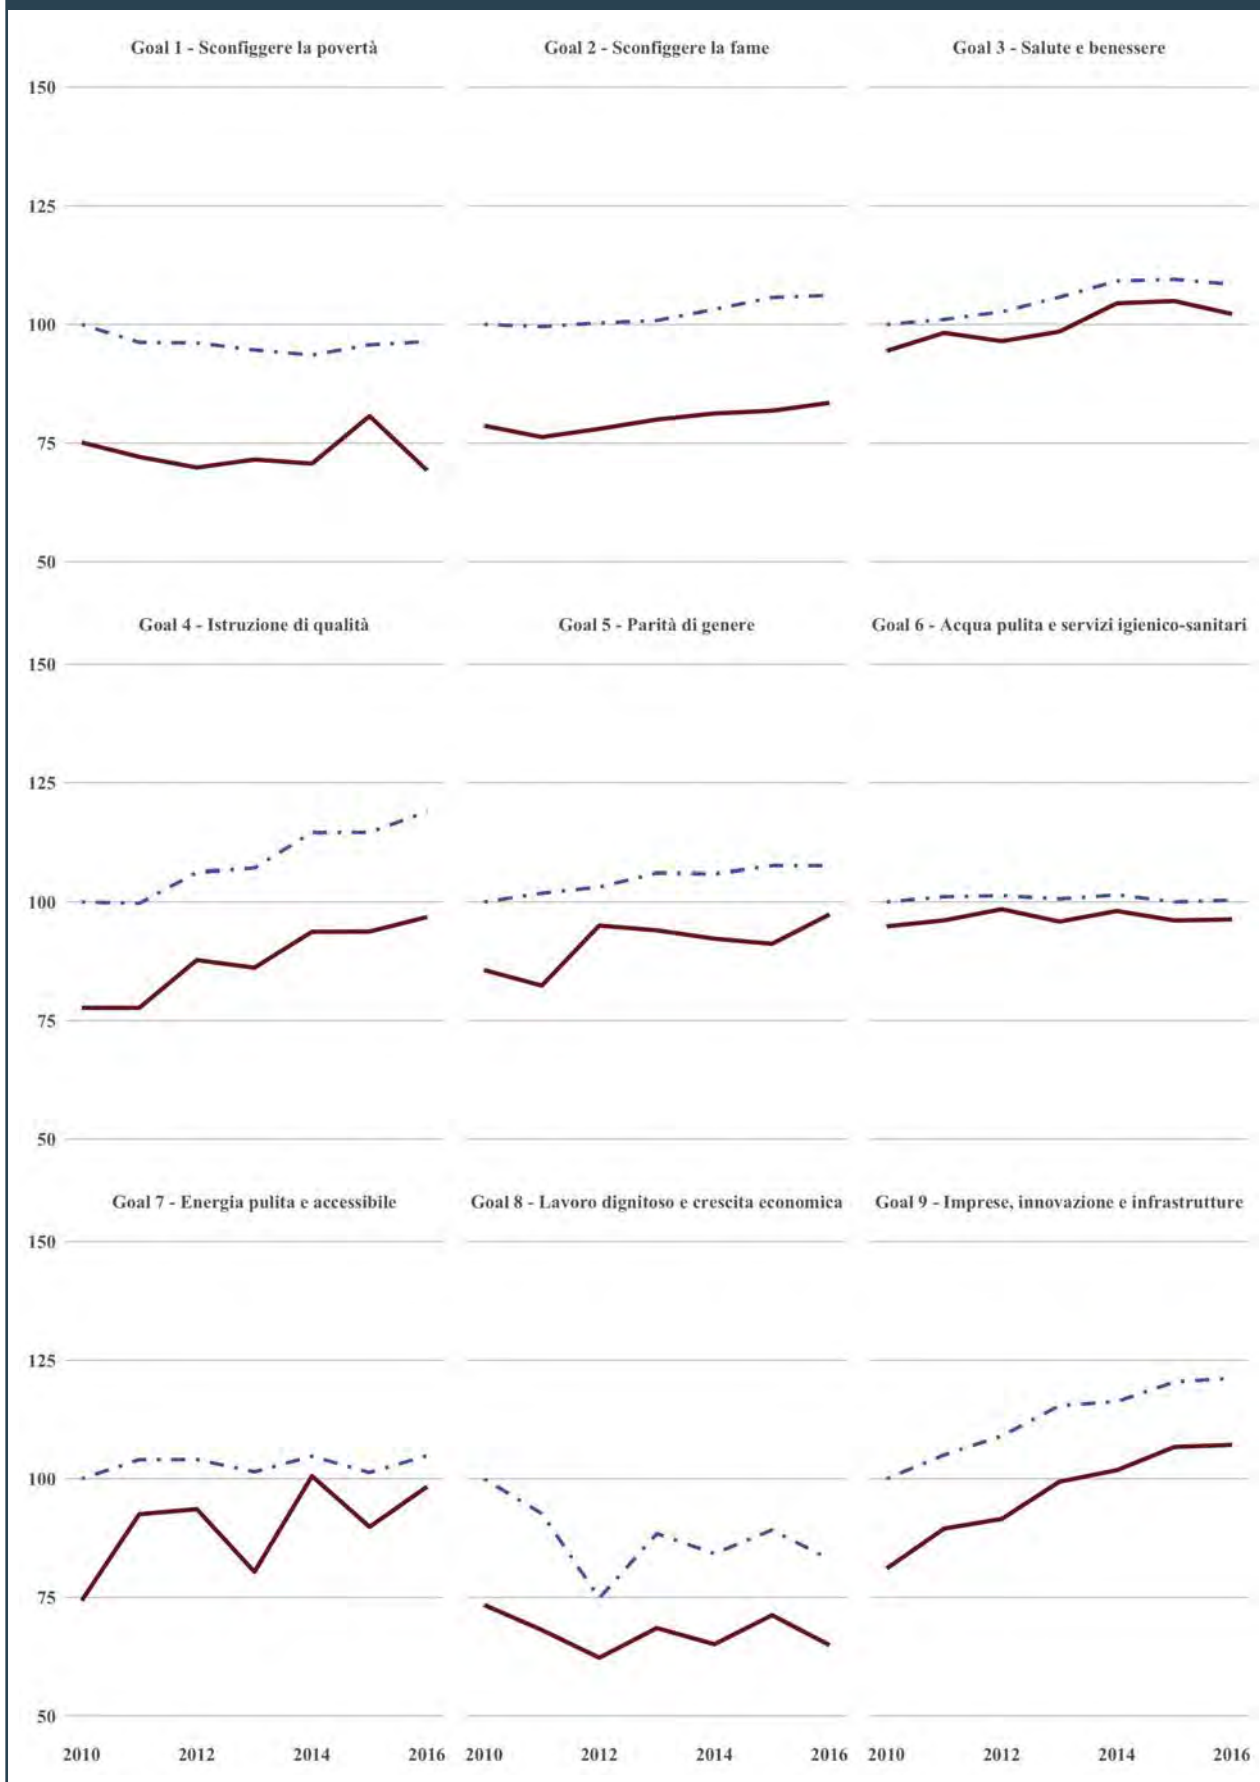 Goal 1 - Sconfiggere la povertà
Goal 2 - Sconfiggere la fame
Goal 3 - Salute e benessere
150
125
100
75
50
Goal 4 - Istruzione di qualità
Goal 5 - Parità di genere
Goal 6 - Acqua pulita e servizi igienico-sanitari
150
125
100
75
50
Goal 7 - Energia pulita e accessibile
Goal 8 - Lavoro dignitoso e crescita economica
Goal 9 - Imprese, innovazione e infrastrutture
150
125
100
75
50
2010 2012 2014 2016
2010 2012 2014 2016
2010 2012 2014 2016